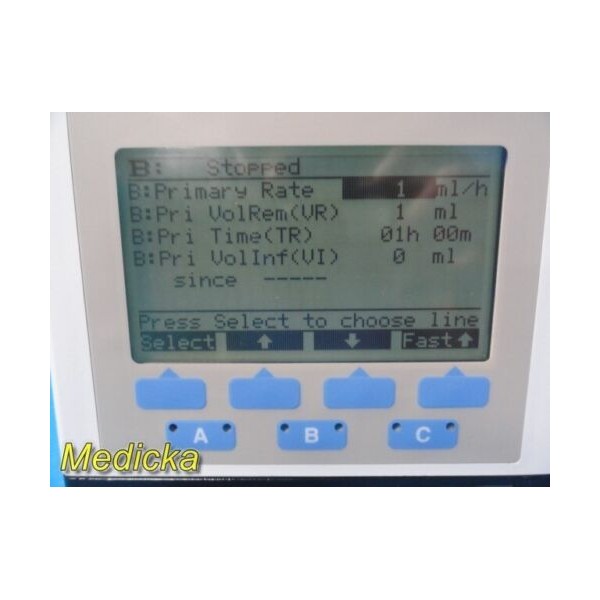 B: Stopped
B:Primary Rate 1 ml/h
B:Pri VolRem(VR) 1 ml
B:Pri Time(TR) 01h 00m
B:Pri VolInf(VI) 0 ml
since -----
Press Select to choose line
Select ↑ ↓ Fast↑
A B C
Medicka